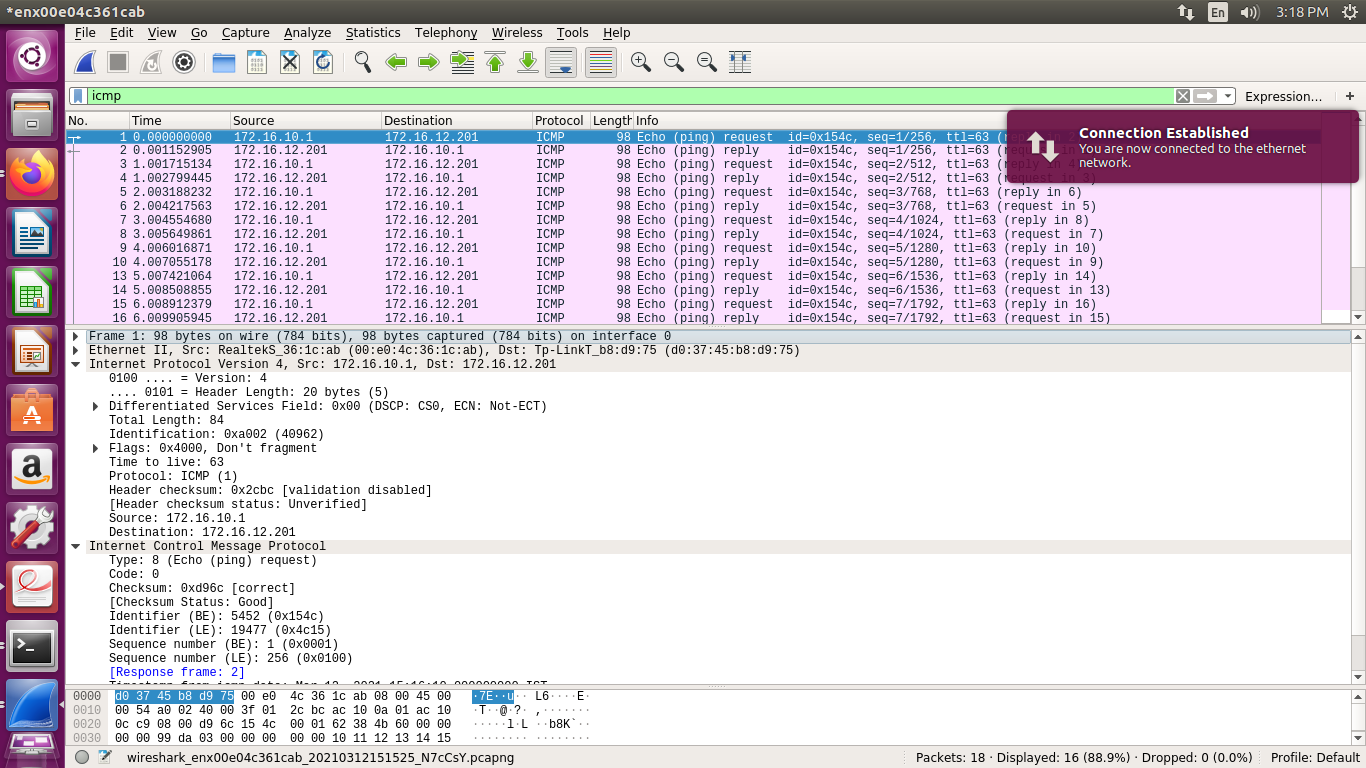 *enx00e04c361cab
En
3:18 PM
File Edit View Go Capture Analyze Statistics Telephony Wireless Tools Help
icmp
Expression…
+
No. Time Source Destination Protocol Length Info
1 0.000000000 172.16.10.1 172.16.12.201 ICMP 98 Echo (ping) request id=0x154c, seq=1/256, ttl=63
2 0.001152905 172.16.12.201 172.16.10.1 ICMP 98 Echo (ping) reply id=0x154c, seq=1/256, ttl=63
3 1.001715134 172.16.10.1 172.16.12.201 ICMP 98 Echo (ping) request id=0x154c, seq=2/512, ttl=63
4 1.002799445 172.16.12.201 172.16.10.1 ICMP 98 Echo (ping) reply id=0x154c, seq=2/512, ttl=63 (request in 3)
5 2.003188232 172.16.10.1 172.16.12.201 ICMP 98 Echo (ping) request id=0x154c, seq=3/768, ttl=63 (reply in 6)
6 2.004217563 172.16.12.201 172.16.10.1 ICMP 98 Echo (ping) reply id=0x154c, seq=3/768, ttl=63 (request in 5)
7 3.004554680 172.16.10.1 172.16.12.201 ICMP 98 Echo (ping) request id=0x154c, seq=4/1024, ttl=63 (reply in 8)
8 3.005649861 172.16.12.201 172.16.10.1 ICMP 98 Echo (ping) reply id=0x154c, seq=4/1024, ttl=63 (request in 7)
9 4.006016871 172.16.10.1 172.16.12.201 ICMP 98 Echo (ping) request id=0x154c, seq=5/1280, ttl=63 (reply in 10)
10 4.007055178 172.16.12.201 172.16.10.1 ICMP 98 Echo (ping) reply id=0x154c, seq=5/1280, ttl=63 (request in 9)
13 5.007421064 172.16.10.1 172.16.12.201 ICMP 98 Echo (ping) request id=0x154c, seq=6/1536, ttl=63 (reply in 14)
14 5.008508855 172.16.12.201 172.16.10.1 ICMP 98 Echo (ping) reply id=0x154c, seq=6/1536, ttl=63 (request in 13)
15 6.008912379 172.16.10.1 172.16.12.201 ICMP 98 Echo (ping) request id=0x154c, seq=7/1792, ttl=63 (reply in 16)
16 6.009905945 172.16.12.201 172.16.10.1 ICMP 98 Echo (ping) reply id=0x154c, seq=7/1792, ttl=63 (request in 15)
Connection Established
You are now connected to the ethernet
network.
Frame 1: 98 bytes on wire (784 bits), 98 bytes captured (784 bits) on interface 0
Ethernet II, Src: RealtekS_36:1c:ab (00:e0:4c:36:1c:ab), Dst: Tp-LinkT_b8:d9:75 (d0:37:45:b8:d9:75)
Internet Protocol Version 4, Src: 172.16.10.1, Dst: 172.16.12.201
0100 .... = Version: 4
.... 0101 = Header Length: 20 bytes (5)
Differentiated Services Field: 0x00 (DSCP: CS0, ECN: Not-ECT)
Total Length: 84
Identification: 0xa002 (40962)
Flags: 0x4000, Don't fragment
Time to live: 63
Protocol: ICMP (1)
Header checksum: 0x2cbc [validation disabled]
[Header checksum status: Unverified]
Source: 172.16.10.1
Destination: 172.16.12.201
Internet Control Message Protocol
Type: 8 (Echo (ping) request)
Code: 0
Checksum: 0xd96c [correct]
[Checksum Status: Good]
Identifier (BE): 5452 (0x154c)
Identifier (LE): 19477 (0x4c15)
Sequence number (BE): 1 (0x0001)
Sequence number (LE): 256 (0x0100)
[Response frame: 2]
0000 d0 37 45 b8 d9 75 00 e0 4c 36 1c ab 08 00 45 00 ·7E··u·· L6····E·
0010 00 54 a0 02 40 00 3f 01 2c bc ac 10 0a 01 ac 10 ·T··@·?· ,·······
0020 0c c9 08 00 d9 6c 15 4c 00 01 62 38 4b 60 00 00 ·····l·L ··b8K`··
0030 00 00 99 da 03 00 00 00 00 00 10 11 12 13 14 15 ········ ········
wireshark_enx00e04c361cab_20210312151525_N7cCsY.pcapng
Packets: 18 · Displayed: 16 (88.9%) · Dropped: 0 (0.0%)
Profile: Default